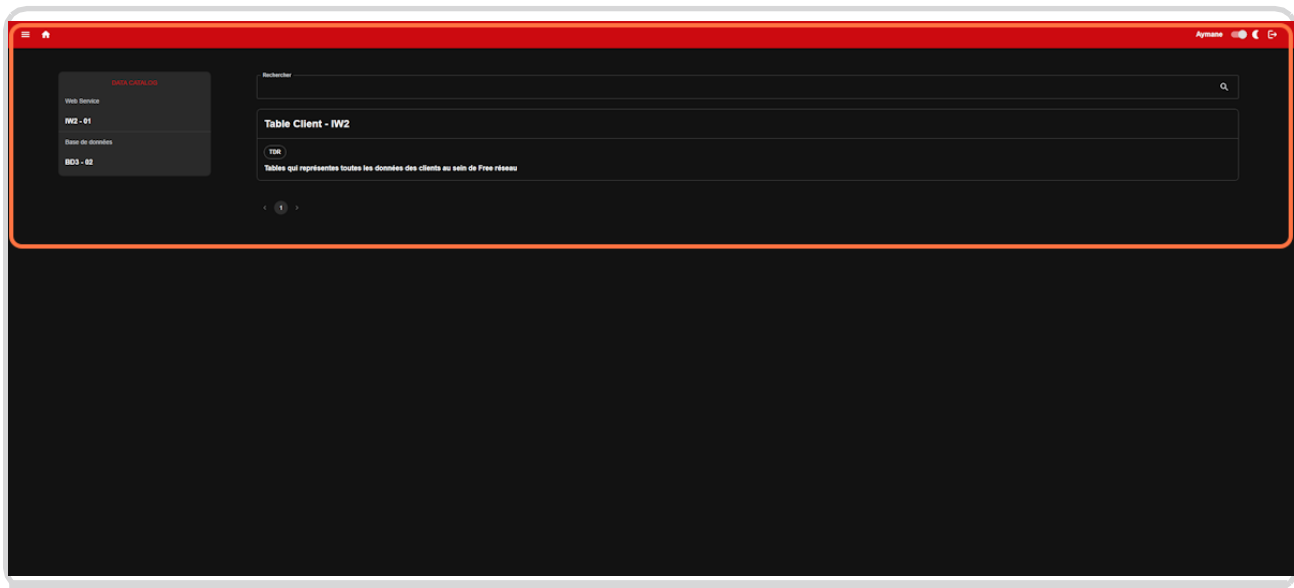 Aymane
DATA CATALOG
Web Service
IW2 - 01
Base de données
BD3 - 02
Rechercher
Table Client - IW2
TDR
Tables qui représentes toutes les données des clients au sein de Free réseau
1